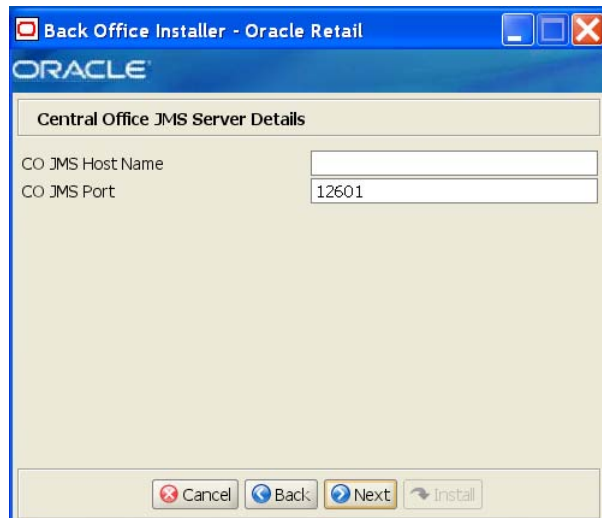 Back Office Installer - Oracle Retail
ORACLE
Central Office JMS Server Details
CO JMS Host Name
CO JMS Port 12601
Cancel Back Next Install